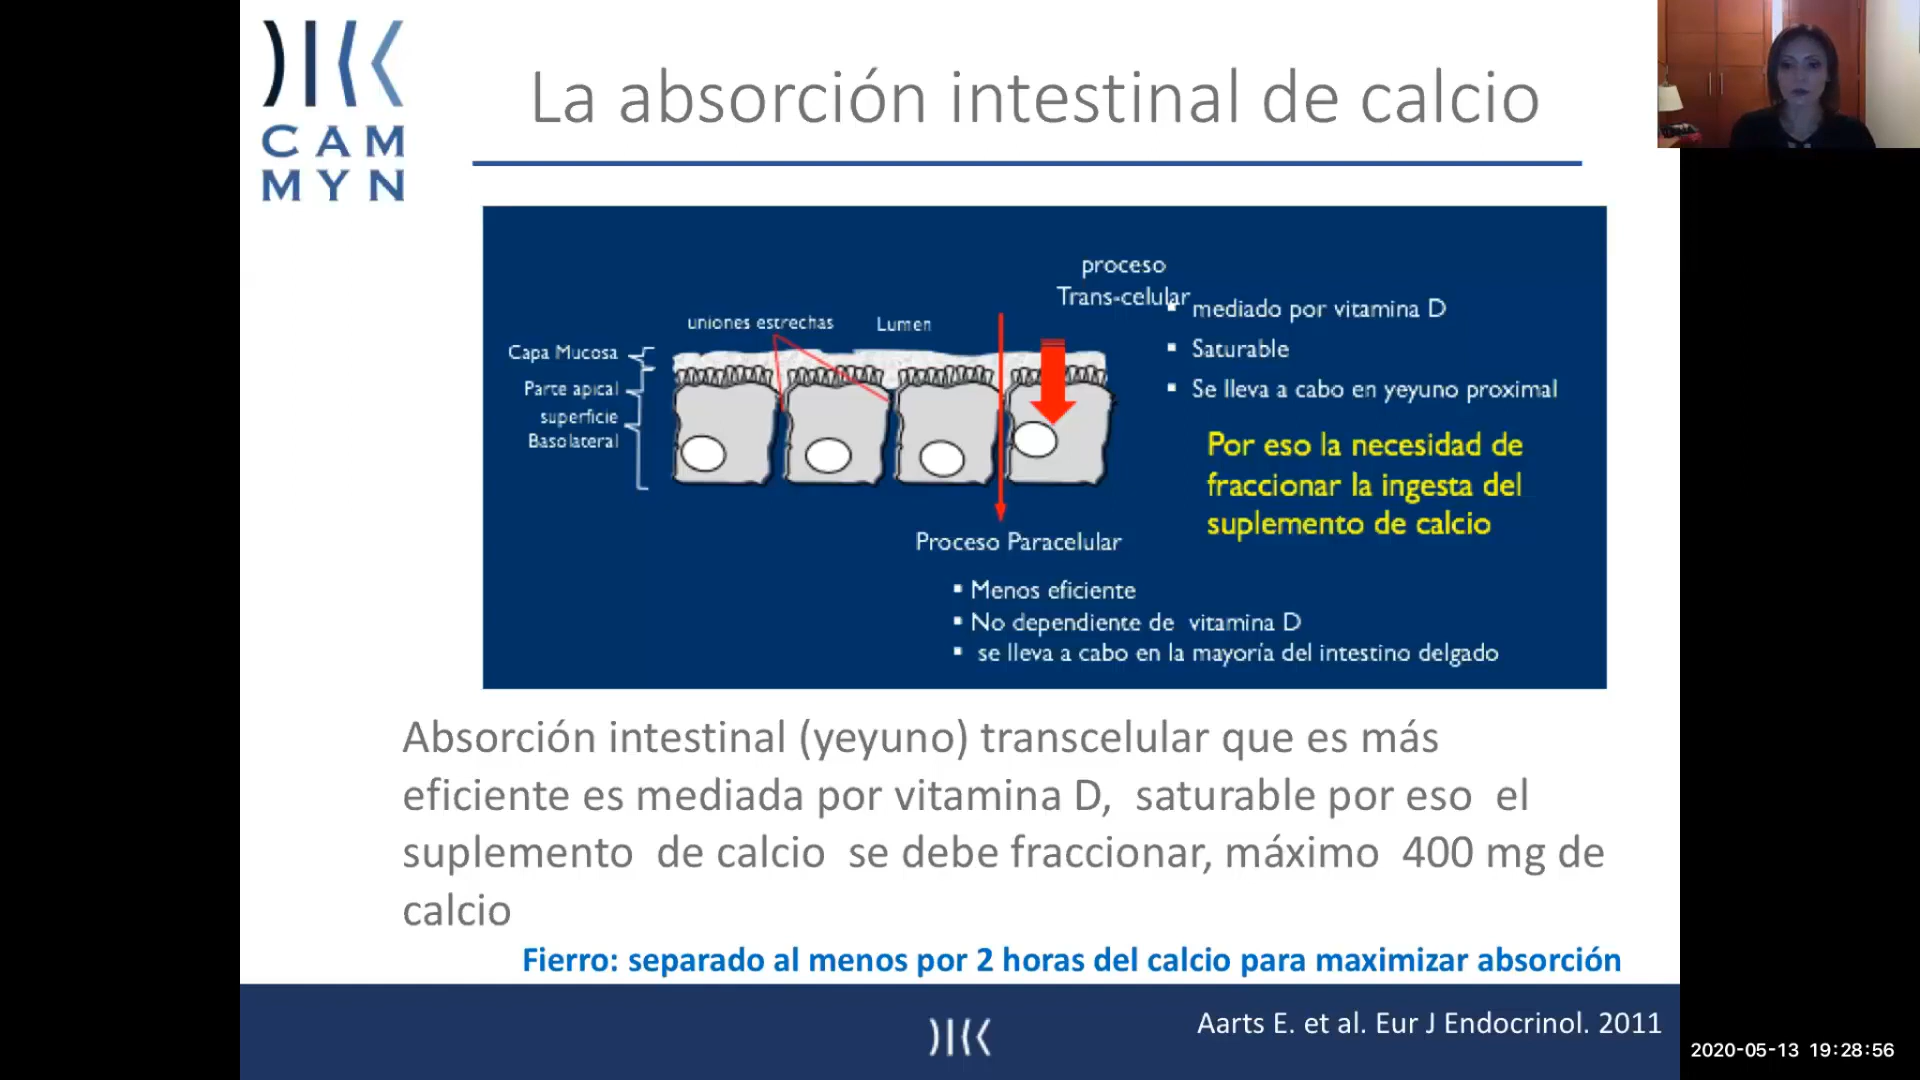 CAM
MYN
La absorción intestinal de calcio
proceso
Trans-celular
mediado por vitamina D
Saturable
Se lleva a cabo en yeyuno proximal
uniones estrechas
Lumen
Capa Mucosa
Parte apical
superficie
Basolateral
Por eso la necesidad de
fraccionar la ingesta del
suplemento de calcio
Proceso Paracelular
Menos eficiente
No dependiente de vitamina D
se lleva a cabo en la mayoría del intestino delgado
Absorción intestinal (yeyuno) transcelular que es más
eficiente es mediada por vitamina D, saturable por eso el
suplemento de calcio se debe fraccionar, máximo 400 mg de
calcio
Fierro: separado al menos por 2 horas del calcio para maximizar absorción
Aarts E. et al. Eur J Endocrinol. 2011
2020-05-13 19:28:56